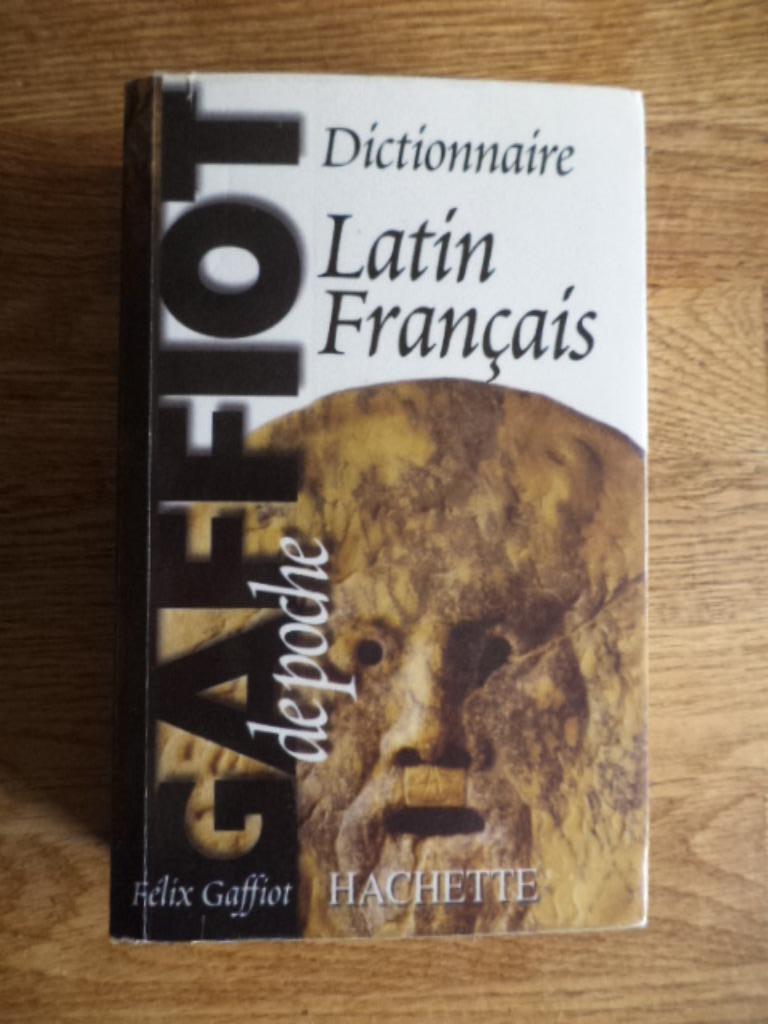 GAFFIOT
de poche
Dictionnaire
Latin
Français
Félix Gaffiot
HACHETTE